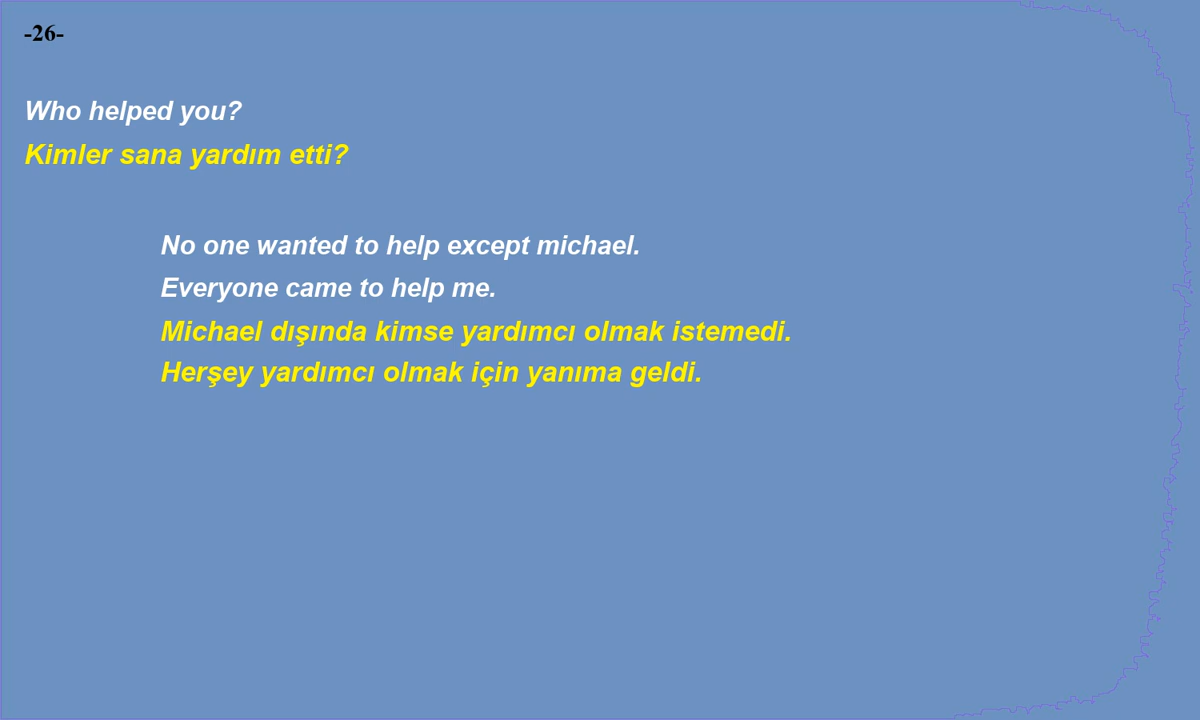 -26-
Who helped you?
Kimler sana yardım etti?
No one wanted to help except michael.
Everyone came to help me.
Michael dışında kimse yardımcı olmak istemedi.
Herşey yardımcı olmak için yanıma geldi.